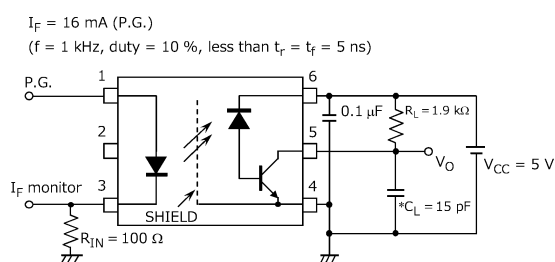 I_F = 16 mA (P.G.)
(f = 1 kHz, duty = 10 %, less than t_r = t_f = 5 ns)
P.G.
1
6
0.1 μF
R_L = 1.9 kΩ
2
5
V_O
V_CC = 5 V
I_F monitor
3
4
*C_L = 15 pF
SHIELD
R_IN = 100 Ω